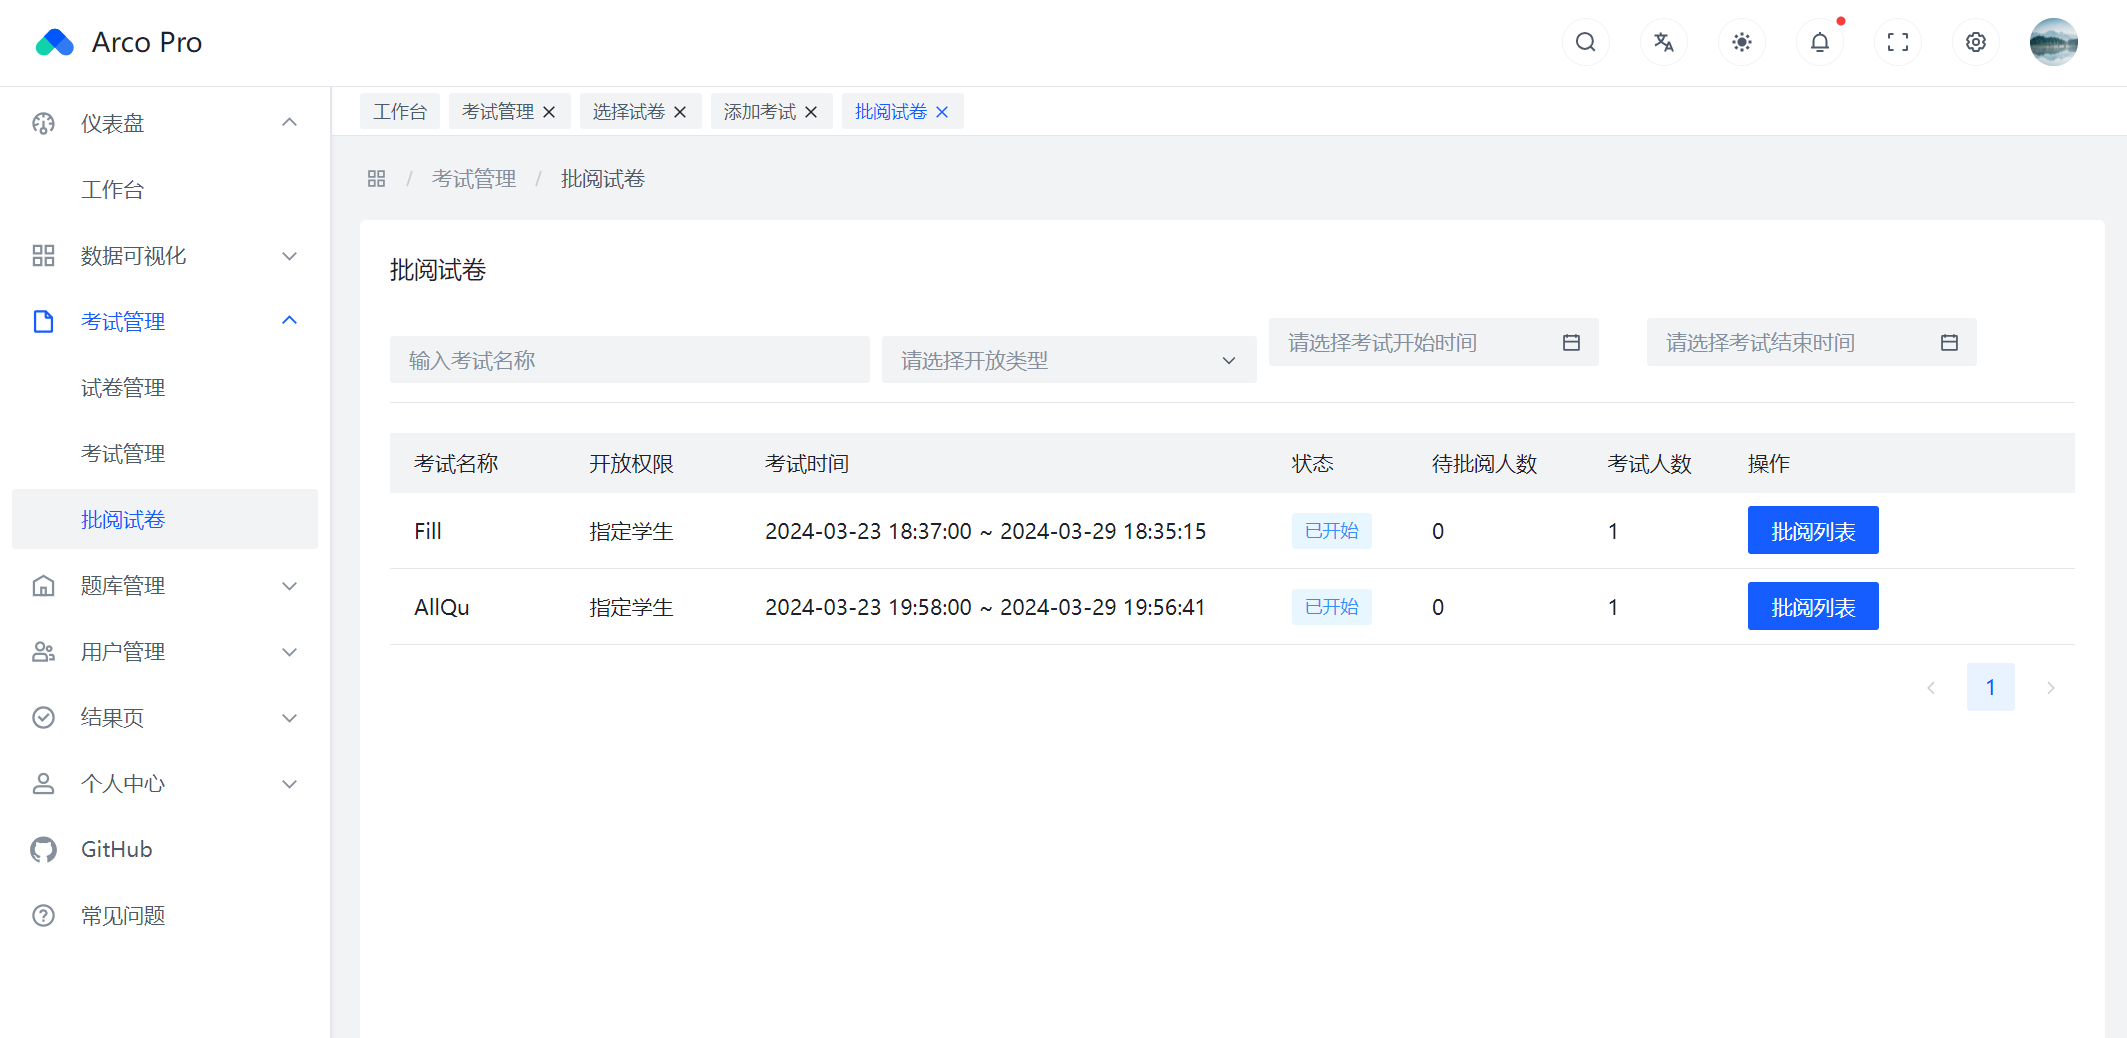 Arco Pro
仪表盘
工作台
数据可视化
考试管理
试卷管理
考试管理
批阅试卷
题库管理
用户管理
结果页
个人中心
GitHub
常见问题
工作台 考试管理 选择试卷 添加考试 批阅试卷
/ 考试管理 / 批阅试卷
批阅试卷
输入考试名称 请选择开放类型 请选择考试开始时间 请选择考试结束时间
考试名称 开放权限 考试时间 状态 待批阅人数 考试人数 操作
Fill 指定学生 2024-03-23 18:37:00 ~ 2024-03-29 18:35:15 已开始 0 1 批阅列表
AllQu 指定学生 2024-03-23 19:58:00 ~ 2024-03-29 19:56:41 已开始 0 1 批阅列表
1